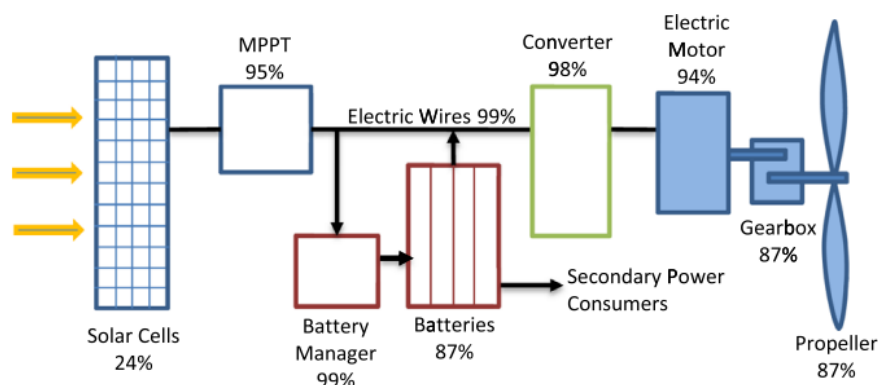 MPPT
95%
Converter
98%
Electric
Motor
94%
Electric Wires 99%
Gearbox
87%
Secondary Power
Consumers
Solar Cells
24%
Battery
Manager
99%
Batteries
87%
Propeller
87%